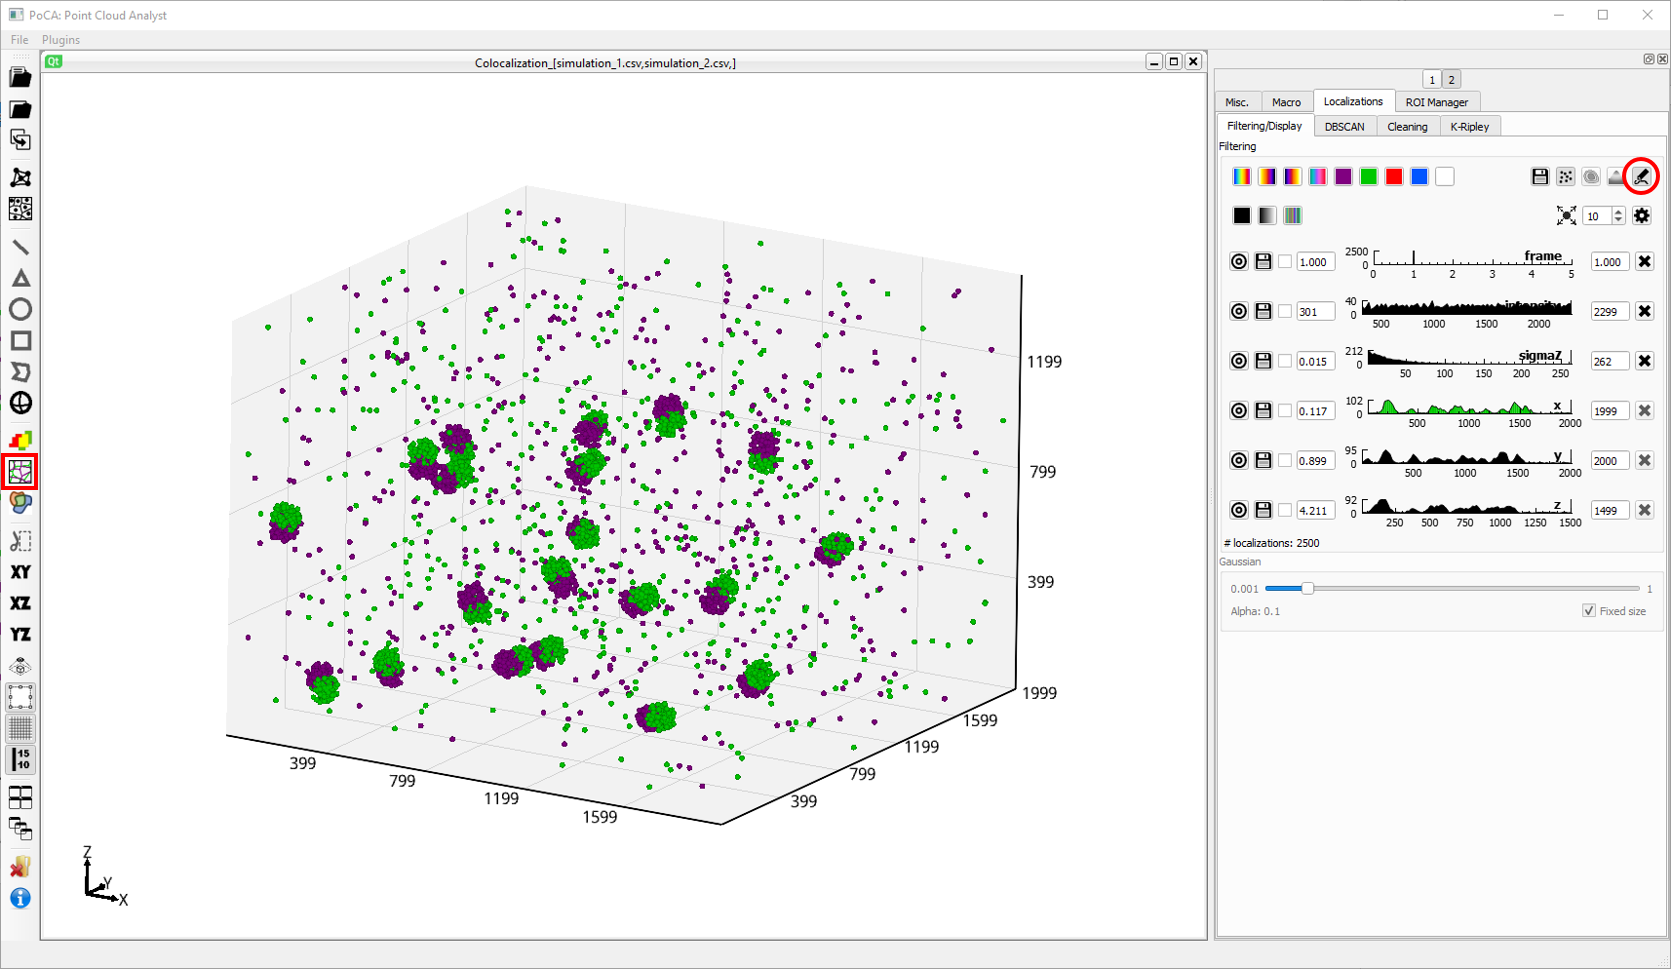 PoCA: Point Cloud Analyst
File Plugins
Qt Colocalization_[simulation_1.csv,simulation_2.csv,]
1 2
Misc. Macro Localizations ROI Manager
Filtering/Display DBSCAN Cleaning K-Ripley
Filtering
10
1.000 2500 0 frame 0 1 2 3 4 5 1.000
301 40 0 intensity 500 1000 1500 2000 2299
0.015 212 0 sigmaZ 50 100 150 200 250 262
0.117 102 0 x 500 1000 1500 2000 1999
0.899 95 0 y 500 1000 1500 2000 2000
4.211 92 0 z 250 500 750 1000 1250 1500 1499
# localizations: 2500
Gaussian
0.001 1
Alpha: 0.1 Fixed size
XY
XZ
YZ
15
10
1199
799
399
1999
1599
1199
799
399
399
799
1199
1599
Z
Y
X